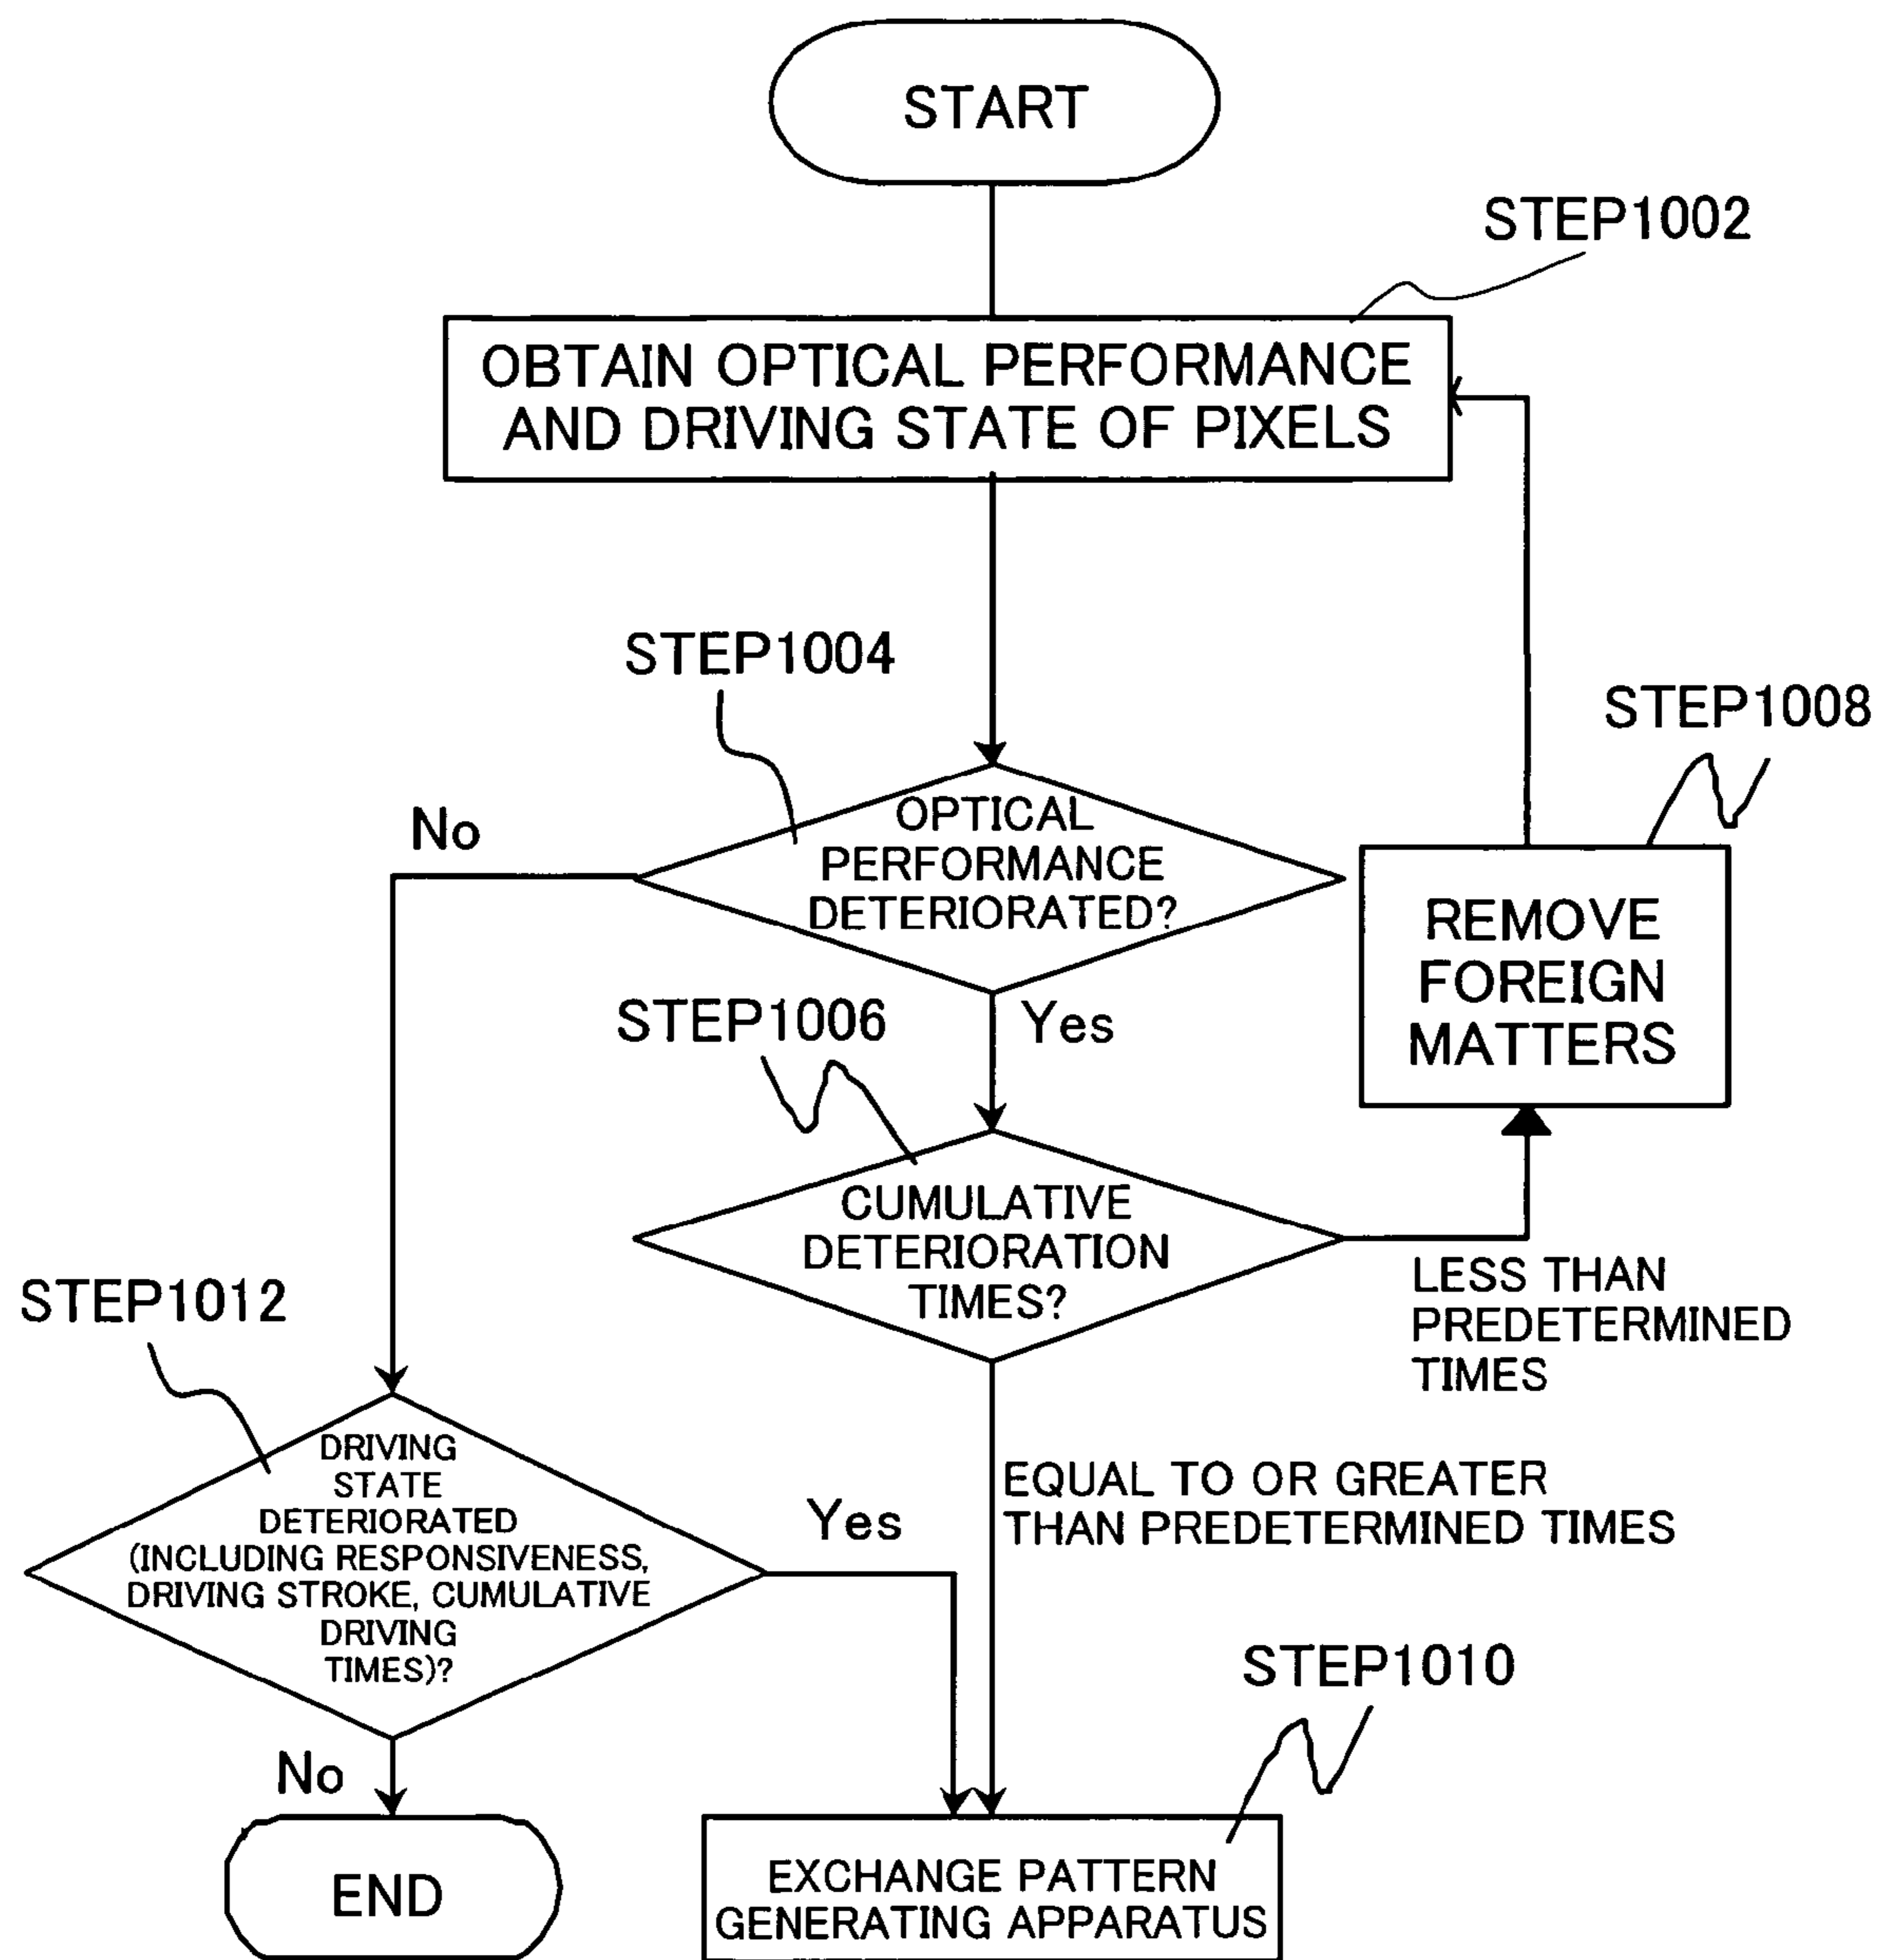 START
STEP1002
OBTAIN OPTICAL PERFORMANCE
AND DRIVING STATE OF PIXELS
STEP1004
STEP1008
No
OPTICAL
PERFORMANCE
DETERIORATED?
REMOVE
FOREIGN
MATTERS
STEP1006
Yes
CUMULATIVE
DETERIORATION
TIMES?
LESS THAN
PREDETERMINED
TIMES
STEP1012
DRIVING
STATE
DETERIORATED
(INCLUDING RESPONSIVENESS,
DRIVING STROKE, CUMULATIVE
DRIVING
TIMES)?
Yes
EQUAL TO OR GREATER
THAN PREDETERMINED TIMES
STEP1010
No
END
EXCHANGE PATTERN
GENERATING APPARATUS